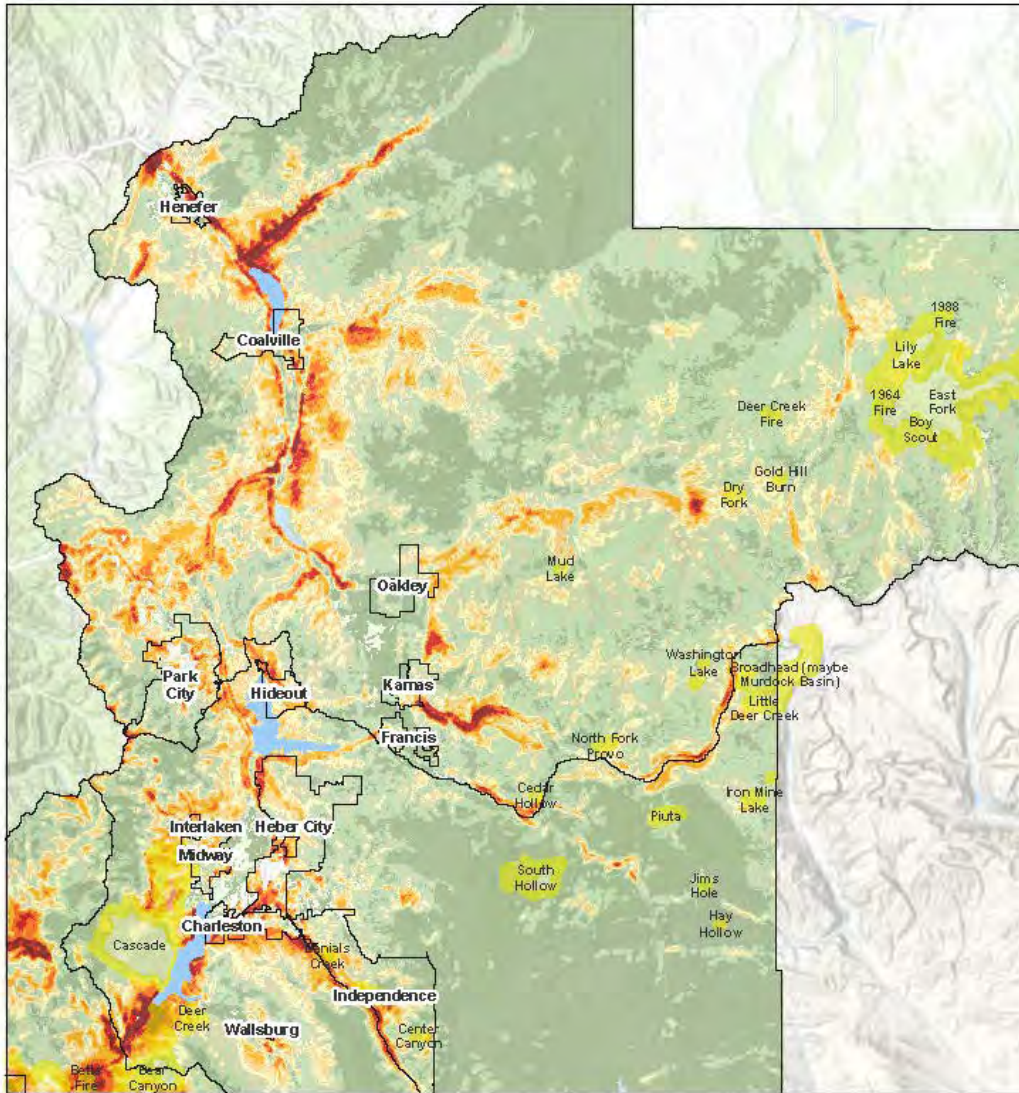 Henefer
Coalville
1988
Fire
Lily
Lake
1964
Fire
East
Fork
Boy
Scout
Deer Creek
Fire
Gold Hill
Burn
Dry
Fork
Mud
Lake
Oakley
Washington
Lake
Broadhead (maybe
Murdock Basin)
Little
Deer Creek
Park
City
Hideout
Kamas
Francis
North Fork
Provo
Cedar
Hollow
Iron Mine
Lake
Piuta
Interlaken
Heber City
Midway
South
Hollow
Jims
Hole
Hay
Hollow
Charleston
Cascade
Danials
Creek
Independence
Deer
Creek
Wallsburg
Center
Canyon
Betts
Fire
Bear
Canyon